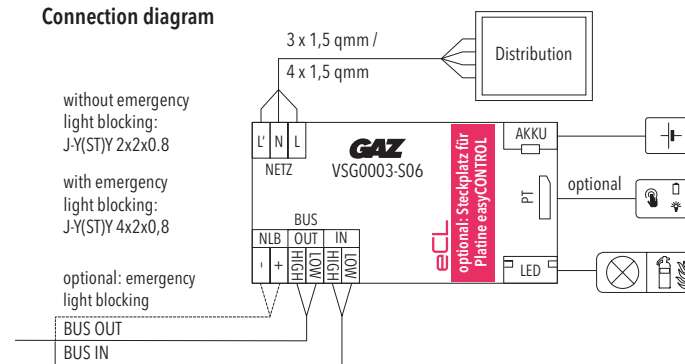 Connection diagram
3 x 1,5 qmm /
4 x 1,5 qmm
Distribution
without emergency
light blocking:
J-Y(ST)Y 2x2x0.8
with emergency
light blocking:
J-Y(ST)Y 4x2x0,8
optional: emergency
light blocking
BUS OUT
BUS IN
L' N L
NETZ
GAZ
VSG0003-S06
BUS
NLB OUT IN
- + HIGH LOW HIGH LOW
eCL
optional: Steckplatz für
Platine easyCONTROL
AKKU
PT
optional
LED